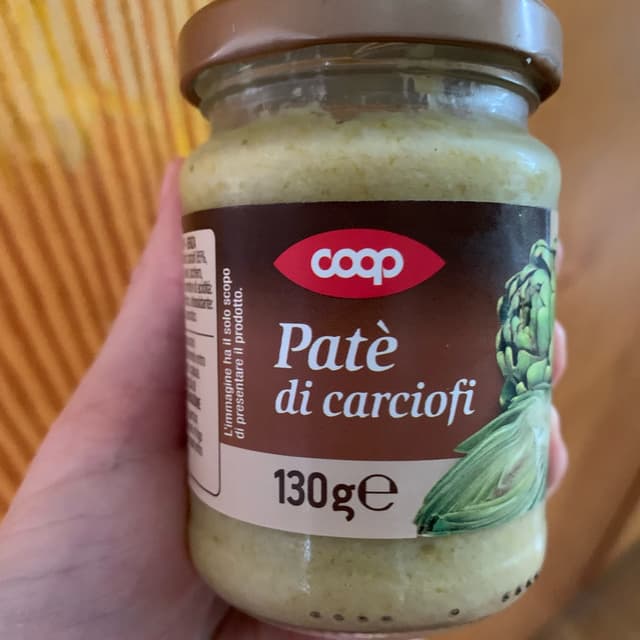 coop
Patè
di carciofi
130g e
L'immagine ha il solo scopo
di presentare il prodotto.